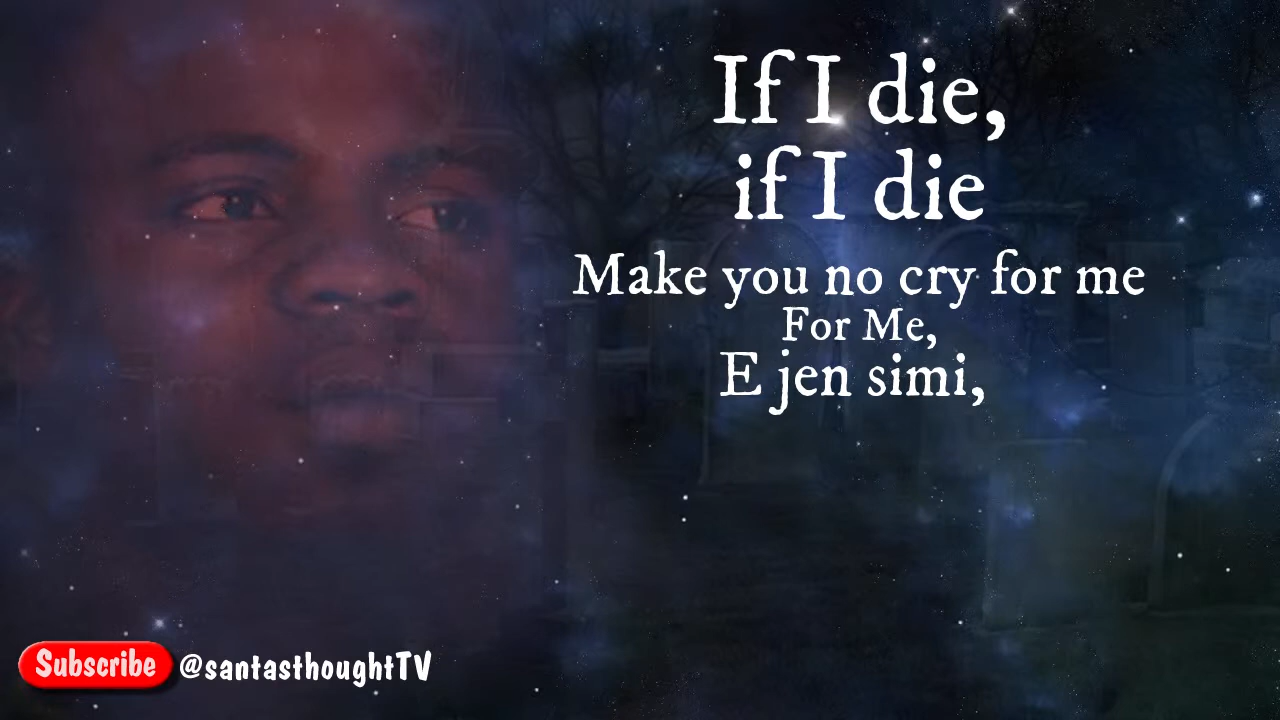 If I die,
if I die
Make you no cry for me
For Me,
E jen simi,
Subscribe @santasthoughtTV